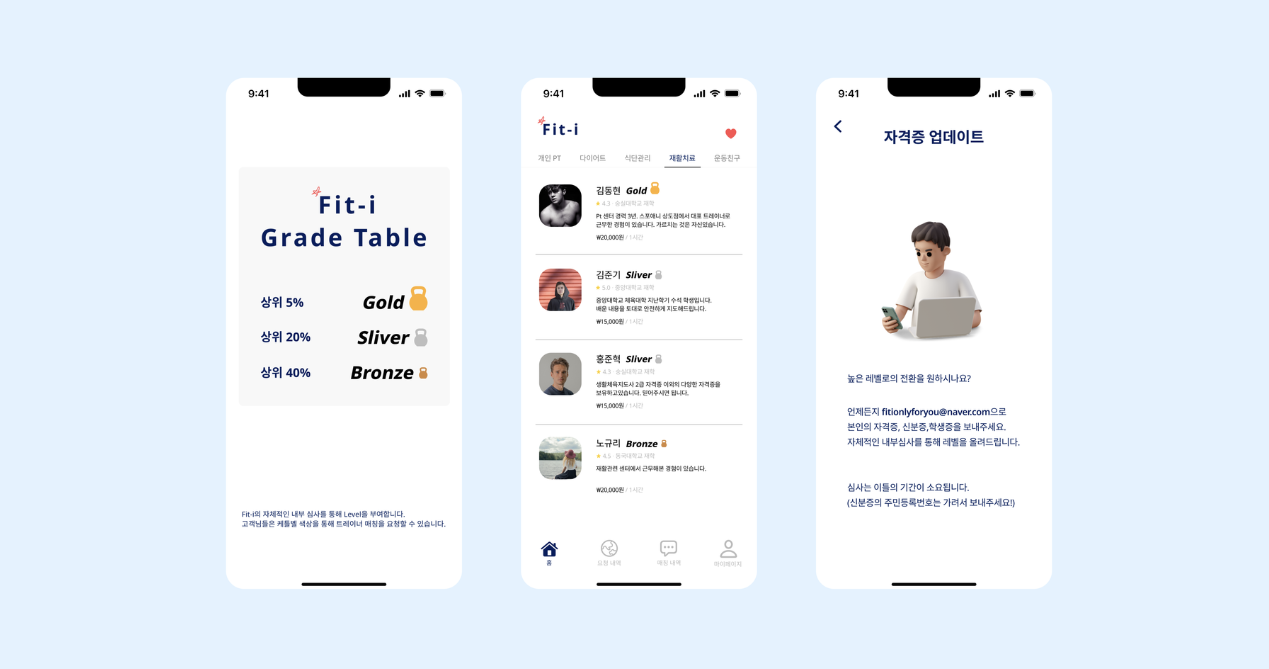 9:41
Fit-i
Grade Table
상위 5% Gold
상위 20% Sliver
상위 40% Bronze
Fit-i의 자체적인 내부 심사를 통해 Level을 부여합니다.
고객님들은 케틀벨 색상을 통해 트레이너 매칭을 요청할 수 있습니다.
9:41
Fit-i
개인 PT 다이어트 식단관리 재활치료 운동친구
김동현 Gold
4.3 · 숭실대학교 재학
Pt 센터 경력 3년, 스포애니 상도점에서 대표 트레이너로
근무한 경험이 있습니다. 가르치는 것은 자신있습니다.
₩20,000원 / 1시간
김준기 Sliver
5.0 · 중앙대학교 재학
중앙대학교 체육대학 지난학기 수석 학생입니다.
배운 내용을 토대로 안전하게 지도해드립니다.
₩15,000원 / 1시간
홍준혁 Sliver
4.3 · 숭실대학교 재학
생활체육지도사 2급 자격증 이외의 다양한 자격증을
보유하고있습니다. 믿어주시면 됩니다.
₩15,000원 / 1시간
노규리 Bronze
4.5 · 동국대학교 재학
재활관련 센터에서 근무해본 경험이 있습니다.
₩20,000원 / 1시간
홈 요청 내역 매칭 내역 마이페이지
9:41
자격증 업데이트
높은 레벨로의 전환을 원하시나요?
언제든지 fitionlyforyou@naver.com으로
본인의 자격증, 신분증,학생증을 보내주세요.
자체적인 내부심사를 통해 레벨을 올려드립니다.
심사는 이틀의 기간이 소요됩니다.
(신분증의 주민등록번호는 가려서 보내주세요!)